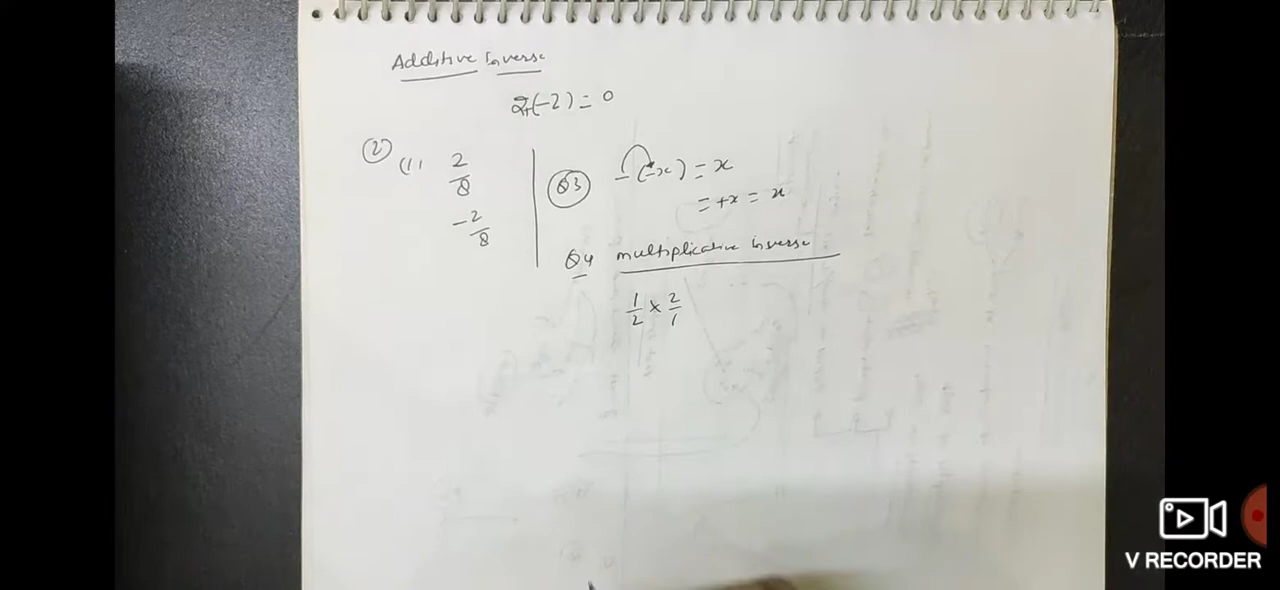 Additive Inverse
2+(-2) = 0
② (1) 2/8
-2/8
Q3 -(-x) = x
= +x = x
Q4 multiplicative inverse
1/2 × 2/1
V RECORDER